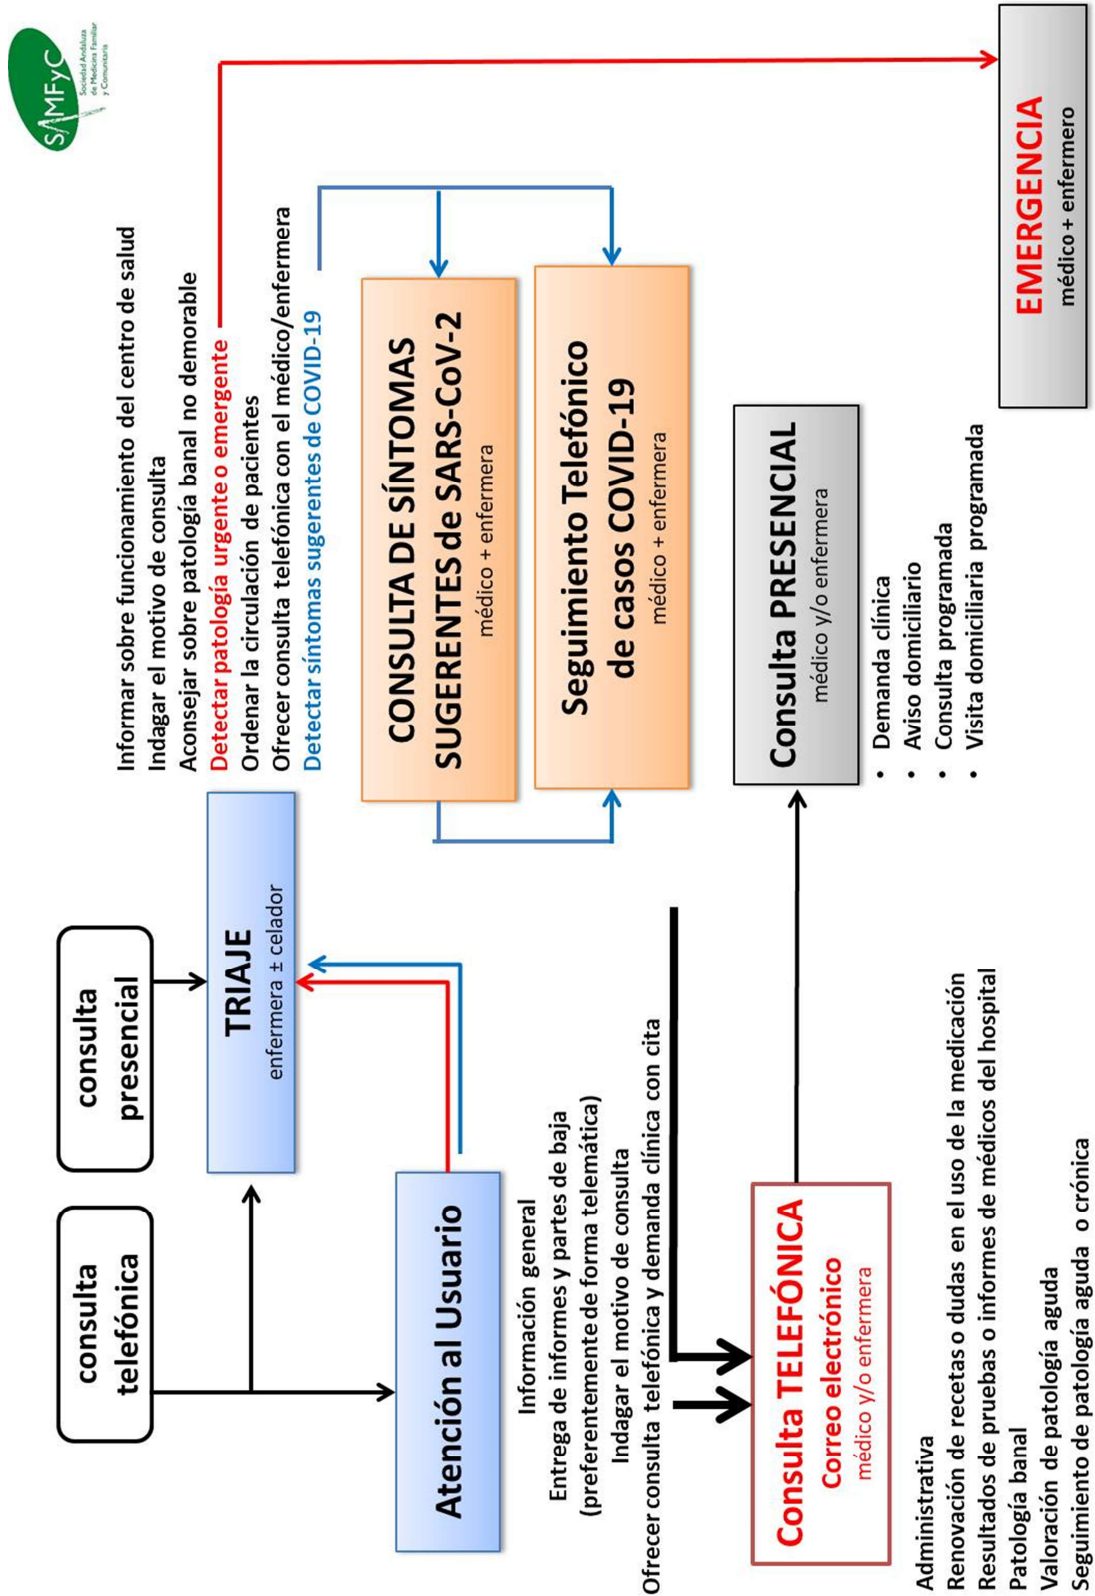 SAMFyC
Sociedad Andaluza
de Medicina Familiar
y Comunitaria
consulta
telefónica
consulta
presencial
TRIAJE
enfermera ± celador
Informar sobre funcionamiento del centro de salud
Indagar el motivo de consulta
Aconsejar sobre patología banal no demorable
Detectar patología urgente o emergente
Ordenar la circulación de pacientes
Ofrecer consulta telefónica con el médico/enfermera
Detectar síntomas sugerentes de COVID-19
Atención al Usuario
Información general
Entrega de informes y partes de baja
(preferentemente de forma telemática)
Indagar el motivo de consulta
Ofrecer consulta telefónica y demanda clínica con cita
CONSULTA DE SÍNTOMAS
SUGERENTES de SARS-CoV-2
médico + enfermera
Seguimiento Telefónico
de casos COVID-19
médico + enfermera
Consulta TELEFÓNICA
Correo electrónico
médico y/o enfermera
Administrativa
Renovación de recetas o dudas en el uso de la medicación
Resultados de pruebas o informes de médicos del hospital
Patología banal
Valoración de patología aguda
Seguimiento de patología aguda o crónica
Consulta PRESENCIAL
médico y/o enfermera
• Demanda clínica
• Aviso domiciliario
• Consulta programada
• Visita domiciliaria programada
EMERGENCIA
médico + enfermero